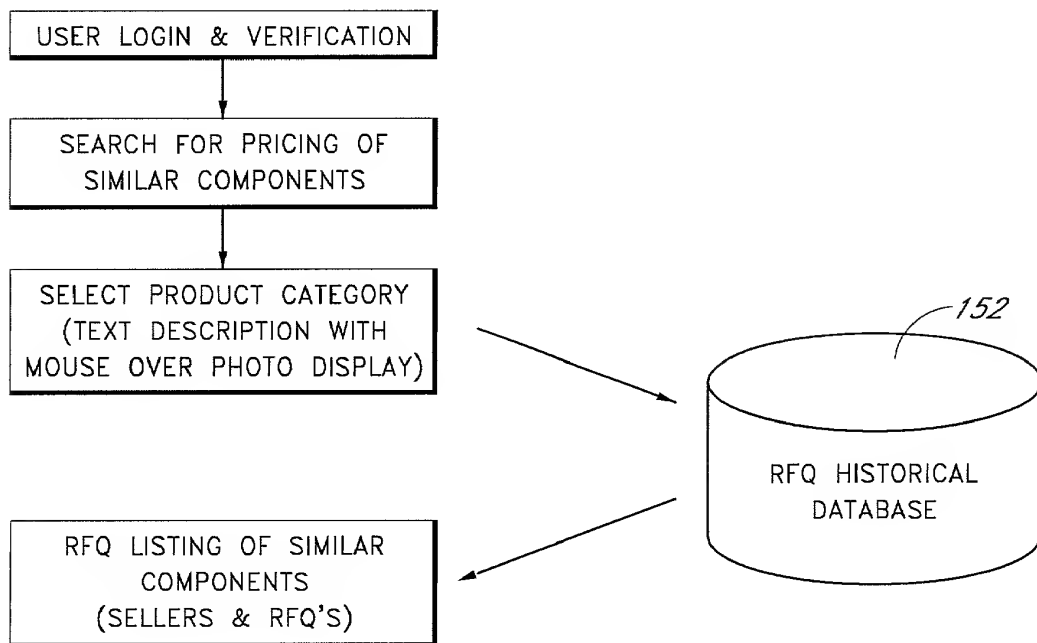 USER LOGIN & VERIFICATION
SEARCH FOR PRICING OF
SIMILAR COMPONENTS
SELECT PRODUCT CATEGORY
(TEXT DESCRIPTION WITH
MOUSE OVER PHOTO DISPLAY)
152
RFQ HISTORICAL
DATABASE
RFQ LISTING OF SIMILAR
COMPONENTS
(SELLERS & RFQ'S)